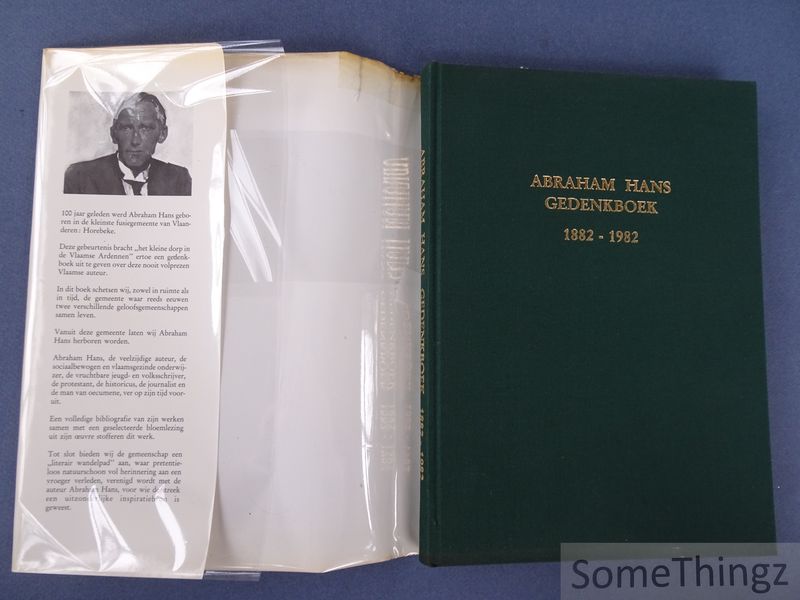 100 jaar geleden werd Abraham Hans gebo-
ren in de kleinste fusiegemeente van Vlaan-
deren: Horebeke.
Deze gebeurtenis bracht „het kleine dorp in
de Vlaamse Ardennen" ertoe een gedenk-
boek uit te geven over deze nooit volprezen
Vlaamse auteur.
In dit boek schetsen wij, zowel in ruimte als
in tijd, de gemeente waar reeds eeuwen
twee verschillende geloofsgemeenschappen
samen leven.
Vanuit deze gemeente laten wij Abraham
Hans herboren worden.
Abraham Hans, de veelzijdige auteur, de
sociaalbewogen en vlaamsgezinde onderwij-
zer, de vruchtbare jeugd- en volksschrijver,
de protestant, de historicus, de journalist en
de man van oecumene, ver op zijn tijd voor-
uit.
Een volledige bibliografie van zijn werken
samen met een geselecteerde bloemlezing
uit zijn œuvre stofferen dit werk.
Tot slot bieden wij de gemeenschap een
„literair wandelpad" aan, waar pretentie-
loos natuurschoon vol herinnering aan een
vroeger verleden, verenigd wordt met de
auteur Abraham Hans, voor wie de streek
een uitzonderlijke inspiratiebron is
geweest.
ABRAHAM HANS GEDENKBOEK 1882 - 1982
ABRAHAM HANS
GEDENKBOEK
1882 - 1982
SomeThingz